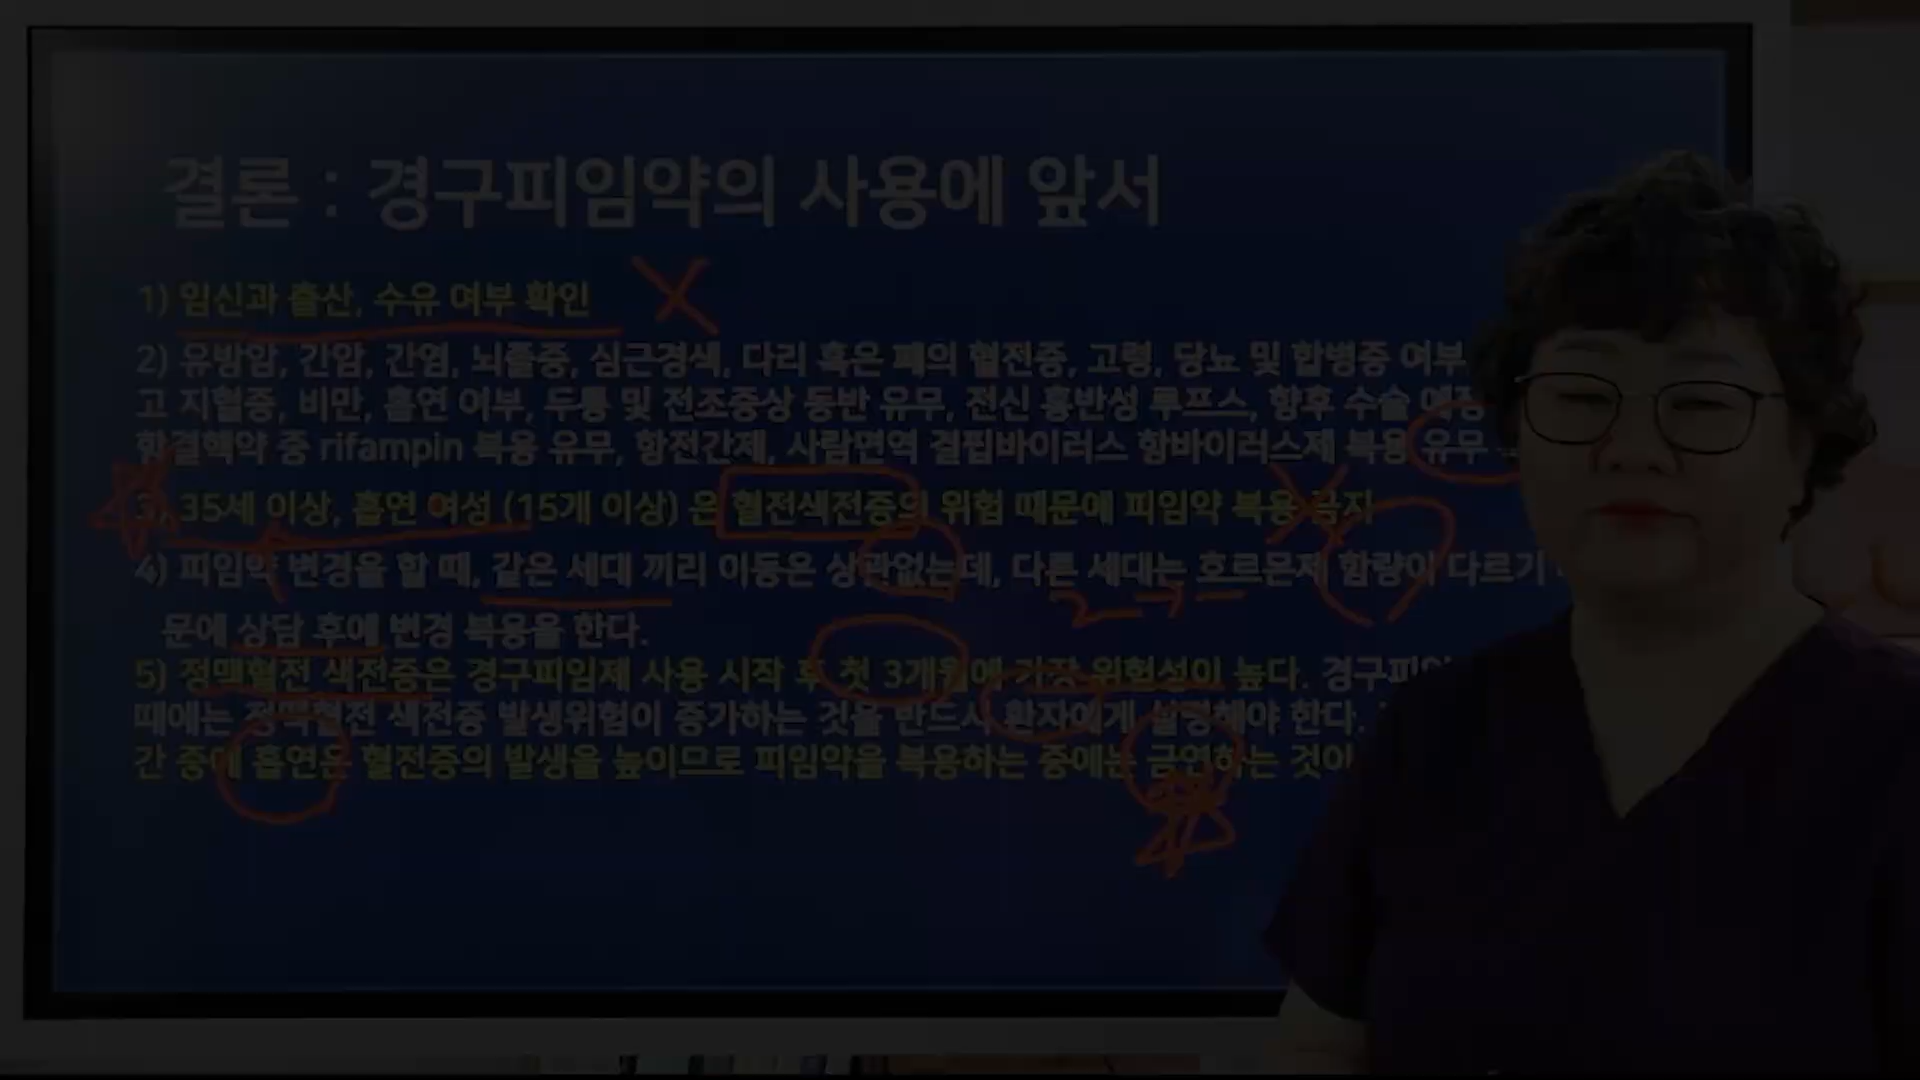 결론 : 경구피임약의 사용에 앞서
1) 임신과 출산, 수유 여부 확인
2) 유방암, 간암, 간염, 뇌졸중, 심근경색, 다리 혹은 폐의 혈전증, 고령, 당뇨 및 합병증 여부
고 지혈증, 비만, 흡연 여부, 두통 및 전조증상 동반 유무, 전신 홍반성 루프스, 향후 수술 예정
항결핵약 중 rifampin 복용 유무, 항전간제, 사람면역 결핍바이러스 항바이러스제 복용 유무
3) 35세 이상, 흡연 여성 (15개 이상) 은 혈전색전증의 위험 때문에 피임약 복용 금지
4) 피임약 변경을 할 때, 같은 세대 끼리 이동은 상관없는데, 다른 세대는 호르몬제 함량이 다르기
2
문에 상담 후에 변경 복용을 한다.
5) 정맥혈전 색전증은 경구피임제 사용 시작 후 첫 3개월에 가장 위험성이 높다. 경구피임
때에는 정맥혈전 색전증 발생위험이 증가하는 것을 반드시 환자에게 설명해야 한다.
간 중에 흡연은 혈전증의 발생을 높이므로 피임약을 복용하는 중에는 금연하는 것이